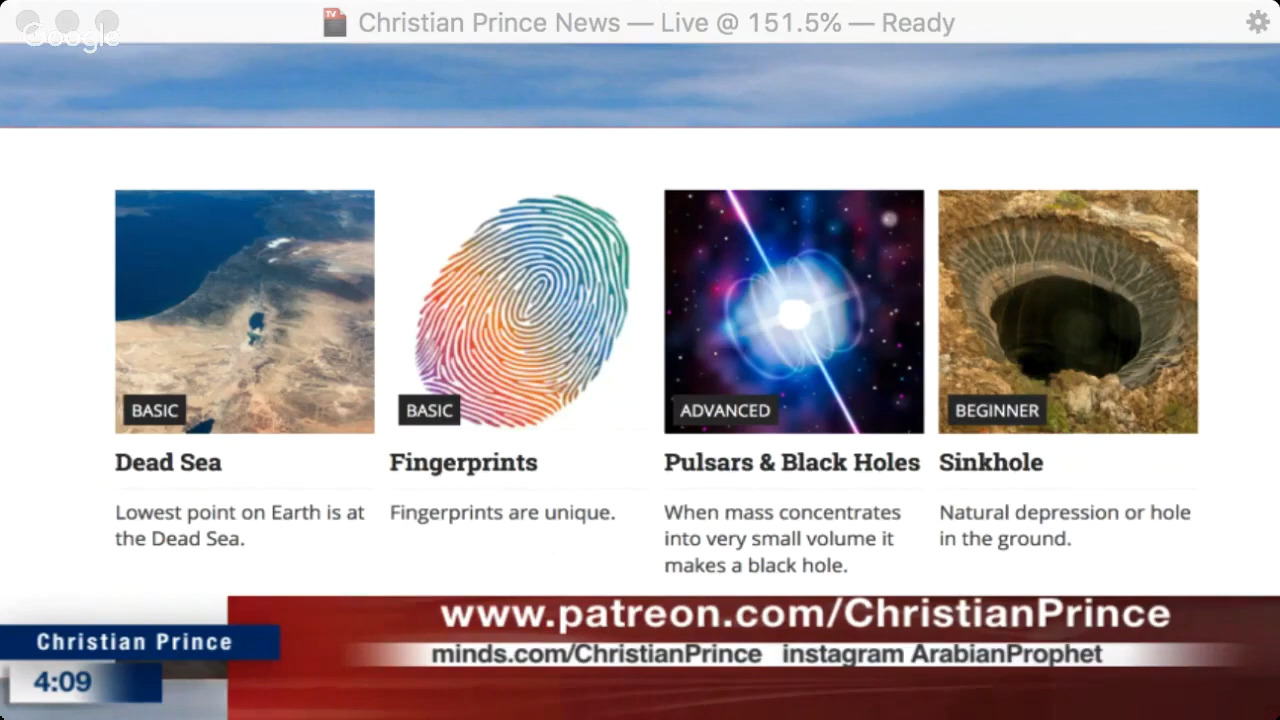 Christian Prince News — Live @ 151.5% — Ready
Google
BASIC
BASIC
ADVANCED
BEGINNER
Dead Sea
Fingerprints
Pulsars & Black Holes
Sinkhole
Lowest point on Earth is at
the Dead Sea.
Fingerprints are unique.
When mass concentrates
into very small volume it
makes a black hole.
Natural depression or hole
in the ground.
www.patreon.com/ChristianPrince
Christian Prince
minds.com/ChristianPrince instagram ArabianProphet
4:09